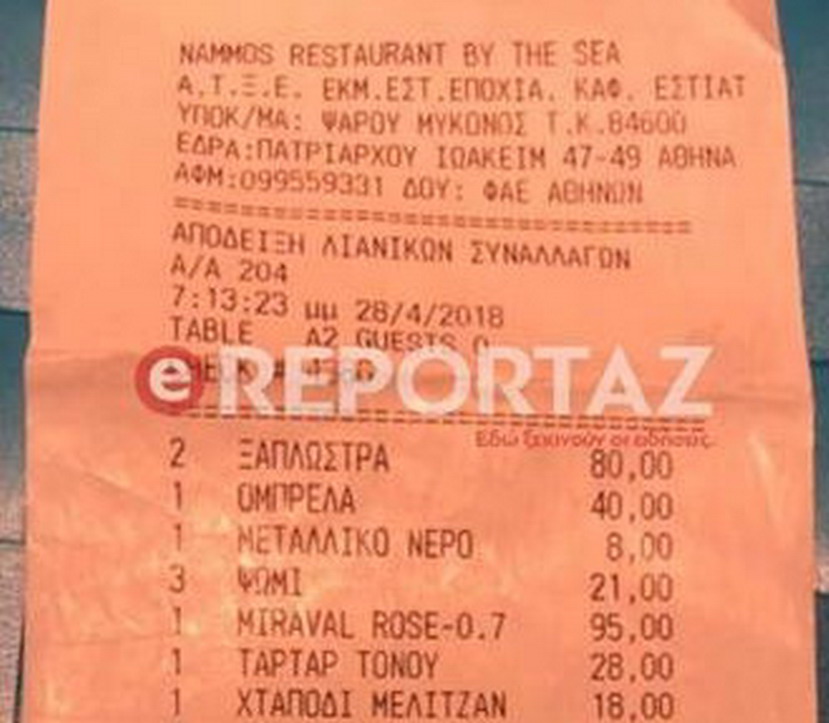 NAMMOS RESTAURANT BY THE SEA
Α.Τ.Ξ.Ε. ΕΚΜ.ΕΣΤ.ΕΠΟΧΙΑ. ΚΑΦ. ΕΣΤΙΑΤ
ΥΠΟΚ/ΜΑ: ΨΑΡΟΥ ΜΥΚΟΝΟΣ Τ.Κ.84600
ΕΔΡΑ:ΠΑΤΡΙΑΡΧΟΥ ΙΩΑΚΕΙΜ 47-49 ΑΘΗΝΑ
ΑΦΜ:099559331 ΔΟΥ: ΦΑΕ ΑΘΗΝΩΝ
ΑΠΟΔΕΙΞΗ ΛΙΑΝΙΚΩΝ ΣΥΝΑΛΛΑΓΩΝ
Α/Α 204
7:13:23 μμ 28/4/2018
TABLE A2 GUESTS 0
e REPORTAZ
Εδώ ξεκινούν οι ειδήσεις.
2 ΞΑΠΛΩΣΤΡΑ 80,00
1 ΟΜΠΡΕΛΑ 40,00
1 ΜΕΤΑΛΛΙΚΟ ΝΕΡΟ 8,00
3 ΨΩΜΙ 21,00
1 MIRAVAL ROSE-0.7 95,00
1 ΤΑΡΤΑΡ ΤΟΝΟΥ 28,00
1 ΧΤΑΠΟΔΙ ΜΕΛΙΤΖΑΝ 18,00